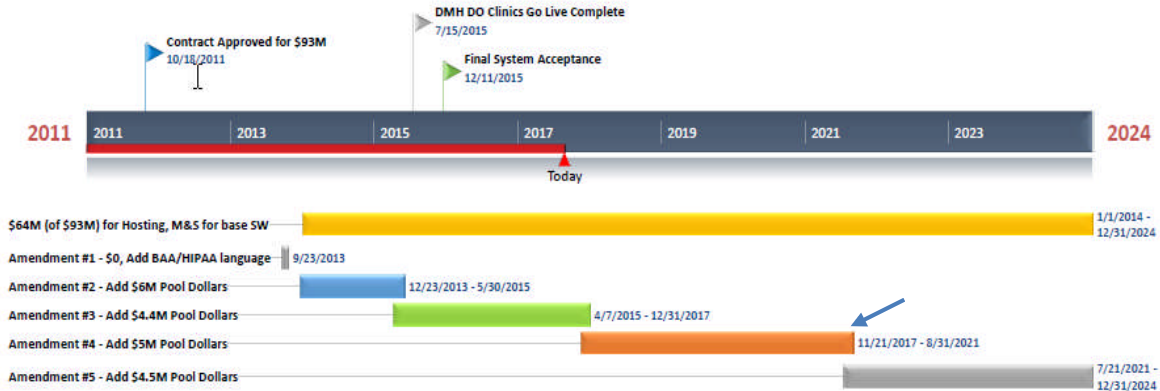 DMH DO Clinics Go Live Complete
7/15/2015
Contract Approved for $93M
10/18/2011
Final System Acceptance
12/11/2015
2011 2011 2013 2015 2017 2019 2021 2023 2024
Today
$64M (of $93M) for Hosting, M&S for base SW 1/1/2014 -
12/31/2024
Amendment #1 - $0, Add BAA/HIPAA language 9/23/2013
Amendment #2 - Add $6M Pool Dollars 12/23/2013 - 5/30/2015
Amendment #3 - Add $4.4M Pool Dollars 4/7/2015 - 12/31/2017
Amendment #4 - Add $5M Pool Dollars 11/21/2017 - 8/31/2021
Amendment #5 - Add $4.5M Pool Dollars 7/21/2021 -
12/31/2024